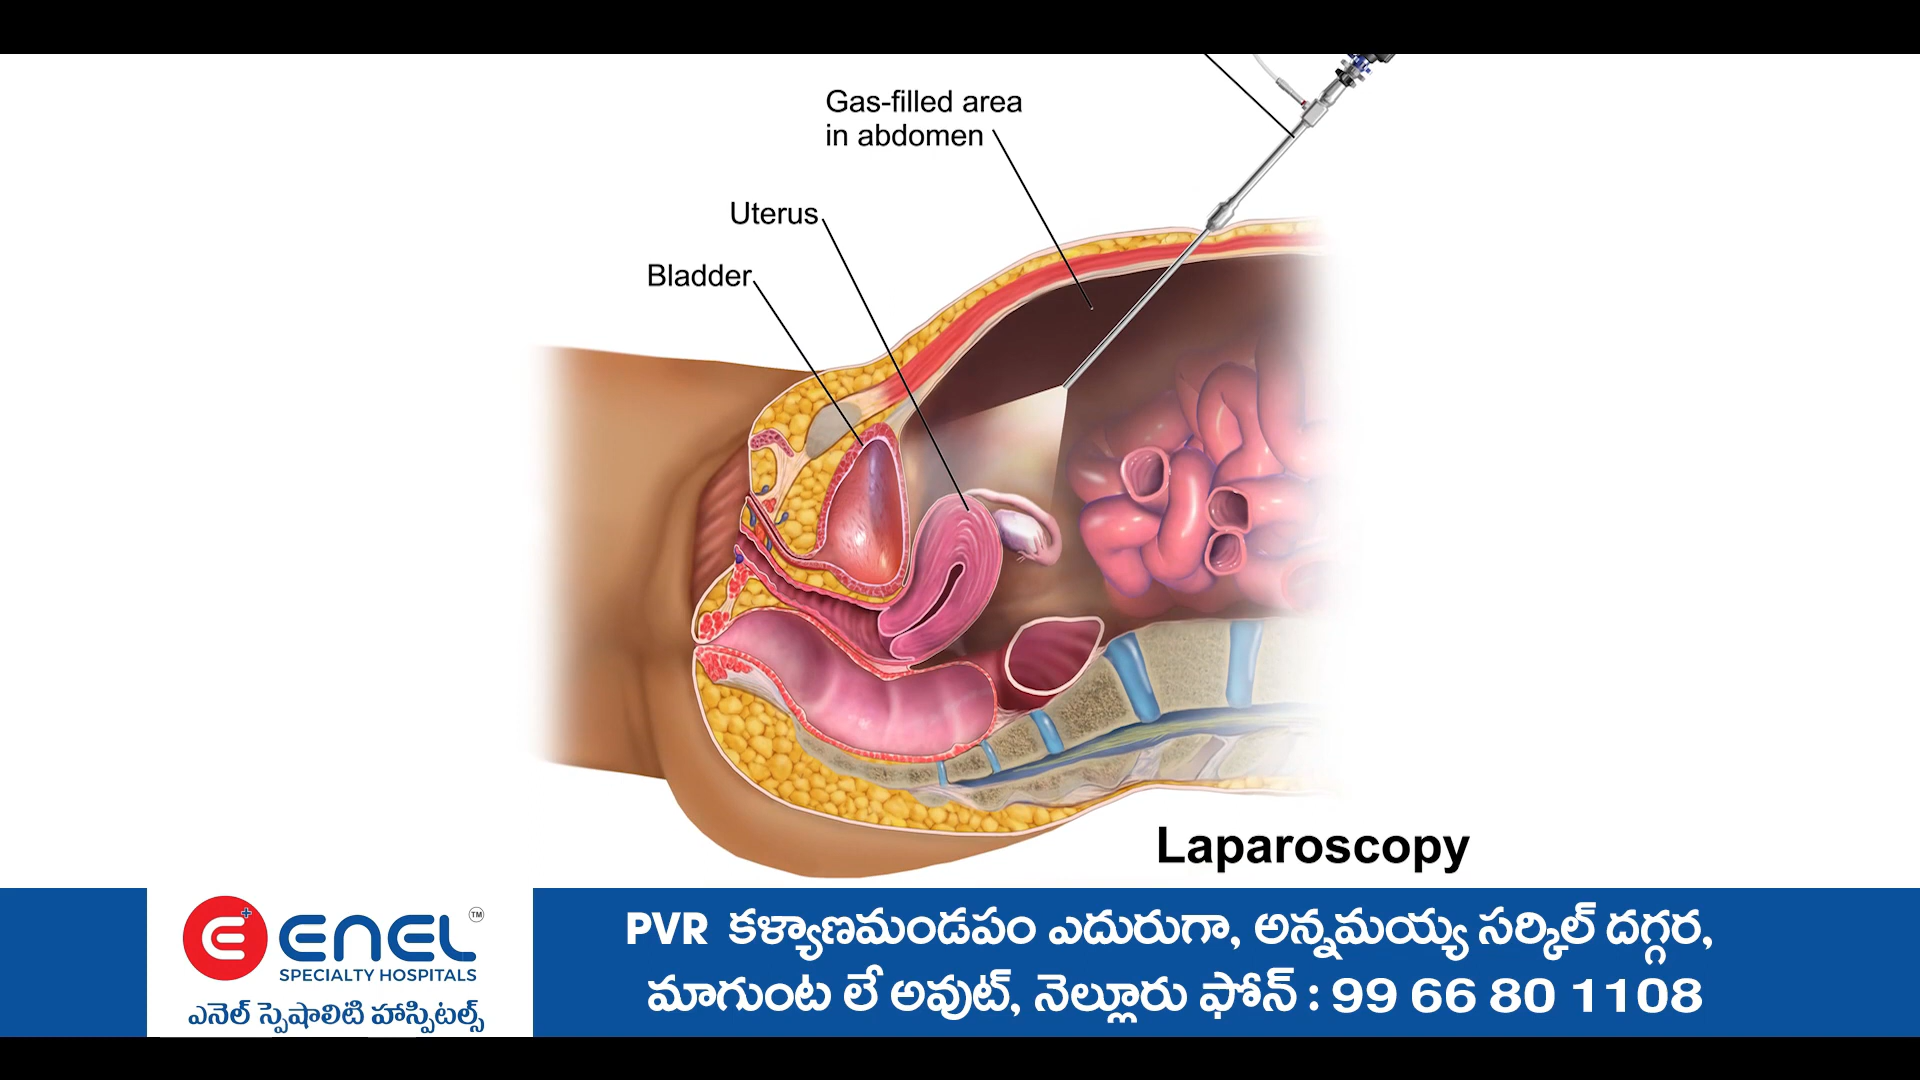 Gas-filled area
in abdomen
Uterus
Bladder
Laparoscopy
ENEL™
SPECIALTY HOSPITALS
ఎనెల్ స్పెషాలిటి హాస్పిటల్స్
PVR కళ్యాణమండపం ఎదురుగా, అన్నమయ్య సర్కిల్ దగ్గర,
మాగుంట లే అవుట్, నెల్లూరు ఫోన్ : 99 66 80 1108